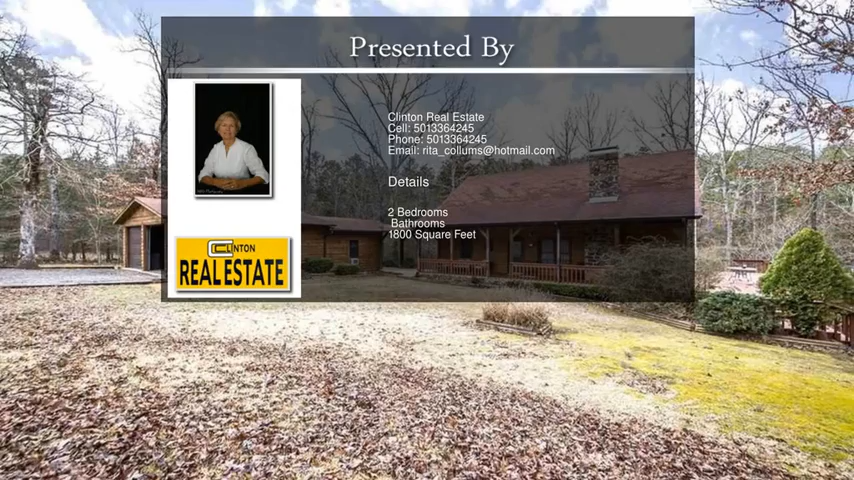 Presented By
Clinton Real Estate
Cell: 5013364245
Phone: 5013364245
Email: rita_collums@hotmail.com
Details
2 Bedrooms
Bathrooms
1800 Square Feet
CLINTON
REAL ESTATE